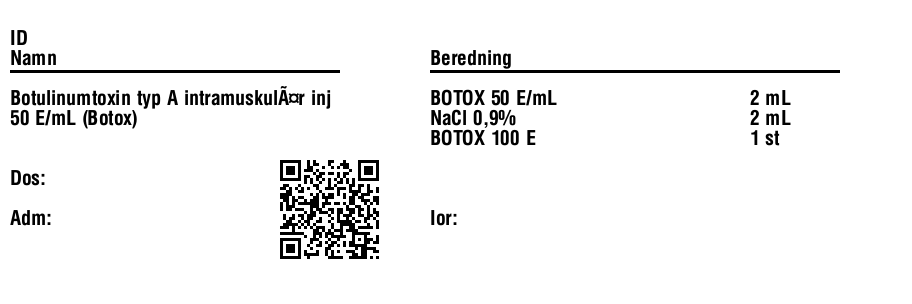 ID
Namn
Beredning
Botulinumtoxin typ A intramuskulÃ¤r inj
50 E/mL (Botox)
BOTOX 50 E/mL 2 mL
NaCl 0,9% 2 mL
BOTOX 100 E 1 st
Dos:
Adm:
Ior: